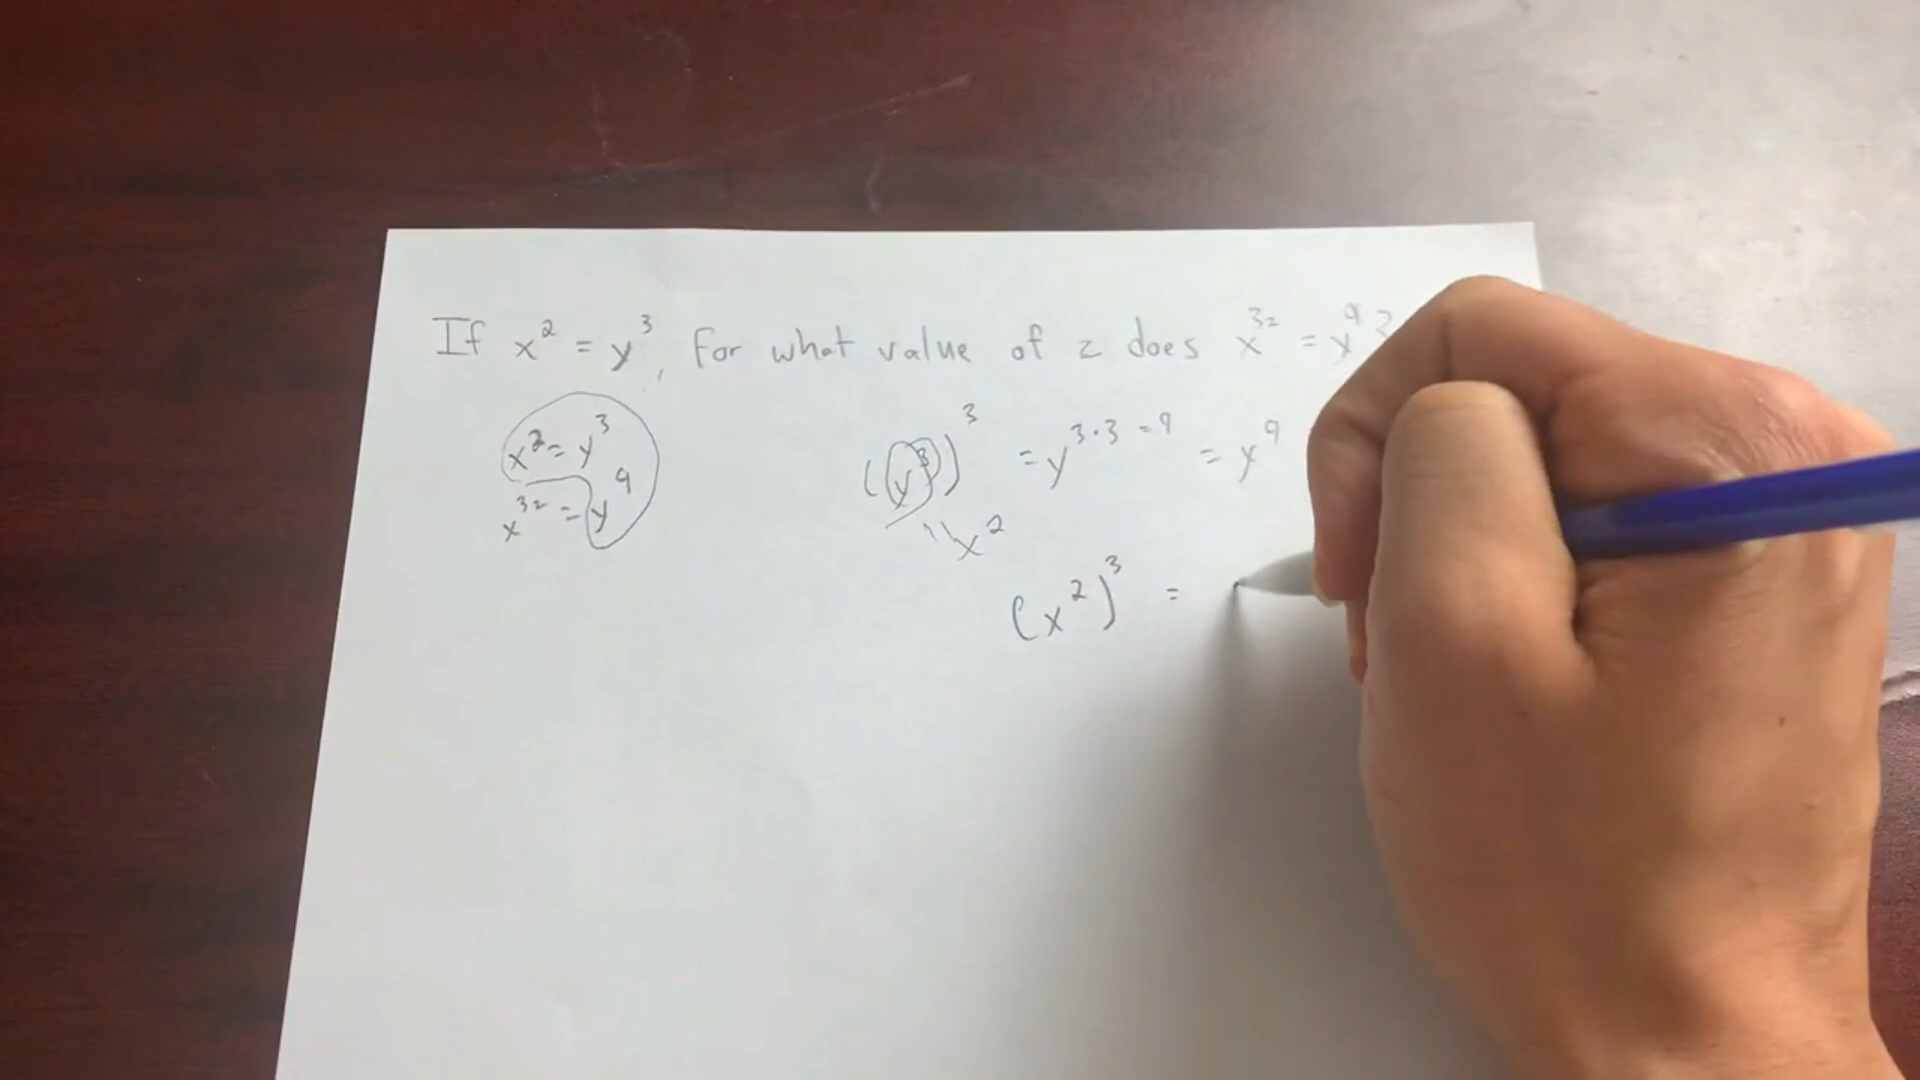 If x² = y³, for what value of z does x³ᶻ = y⁹?
x² = y³
x³ᶻ = y⁹
(y³)³ = y³·³ = 9 = y⁹
" x²
(x²)³ =